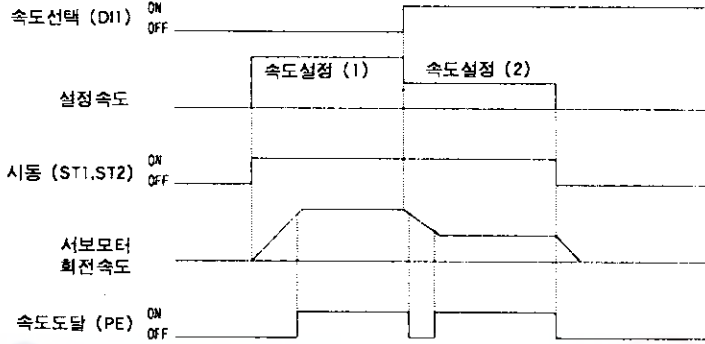 속도선택 (DI1) ON
OFF
속도설정 (1) 속도설정 (2)
설정속도
시동 (ST1,ST2) ON
OFF
서보모터
회전속도
속도도달 (PE) ON
OFF